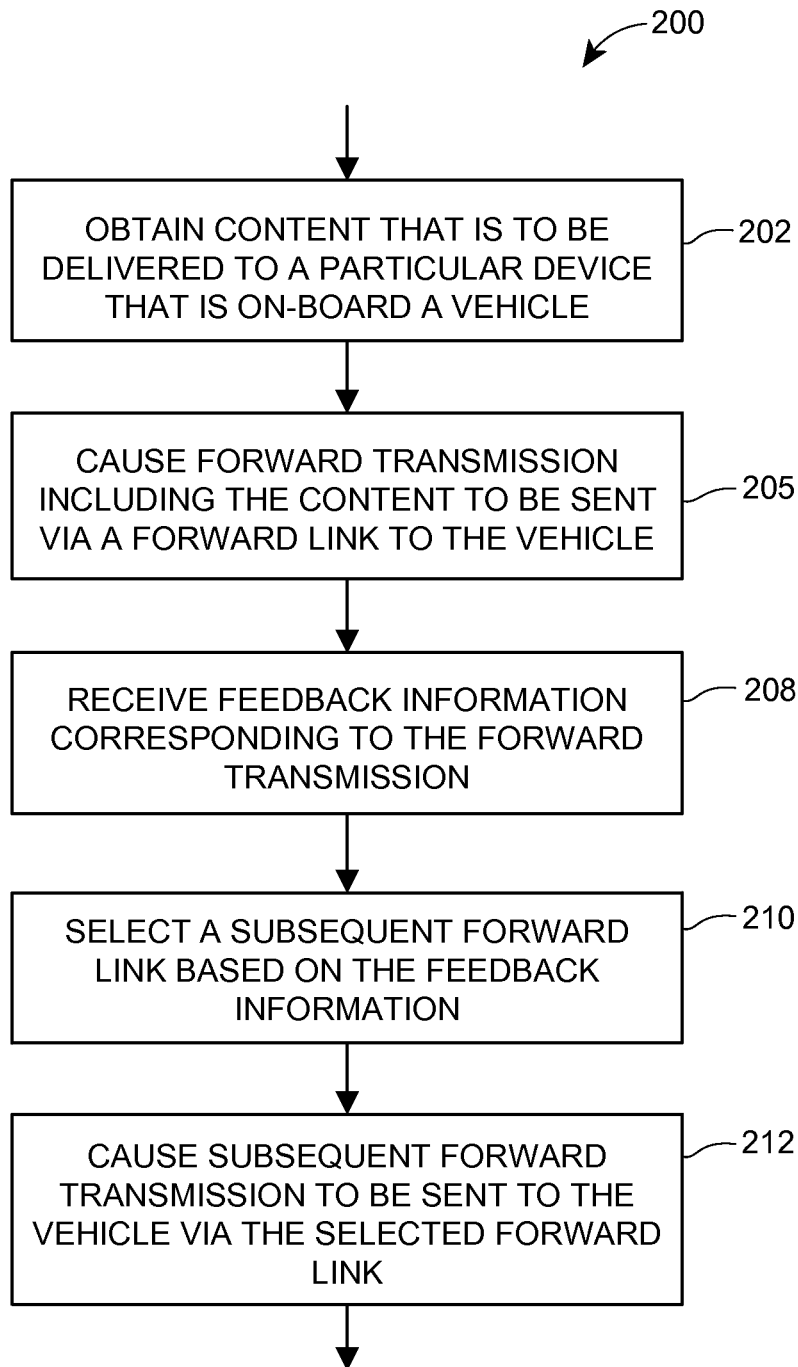 200
OBTAIN CONTENT THAT IS TO BE
DELIVERED TO A PARTICULAR DEVICE
THAT IS ON-BOARD A VEHICLE
202
CAUSE FORWARD TRANSMISSION
INCLUDING THE CONTENT TO BE SENT
VIA A FORWARD LINK TO THE VEHICLE
205
RECEIVE FEEDBACK INFORMATION
CORRESPONDING TO THE FORWARD
TRANSMISSION
208
SELECT A SUBSEQUENT FORWARD
LINK BASED ON THE FEEDBACK
INFORMATION
210
CAUSE SUBSEQUENT FORWARD
TRANSMISSION TO BE SENT TO THE
VEHICLE VIA THE SELECTED FORWARD
LINK
212